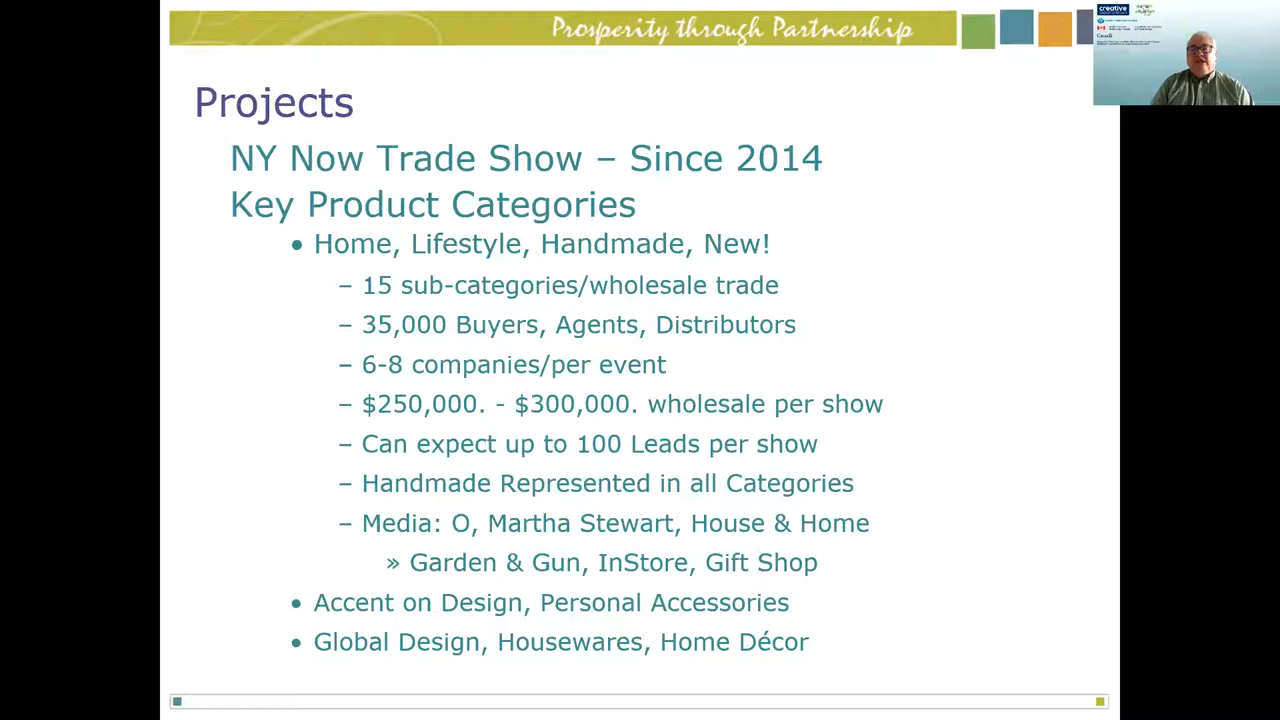 Prosperity through Partnership
creative
Canada
Projects
NY Now Trade Show – Since 2014
Key Product Categories
• Home, Lifestyle, Handmade, New!
– 15 sub-categories/wholesale trade
– 35,000 Buyers, Agents, Distributors
– 6-8 companies/per event
– $250,000. - $300,000. wholesale per show
– Can expect up to 100 Leads per show
– Handmade Represented in all Categories
– Media: O, Martha Stewart, House & Home
» Garden & Gun, InStore, Gift Shop
• Accent on Design, Personal Accessories
• Global Design, Housewares, Home Décor